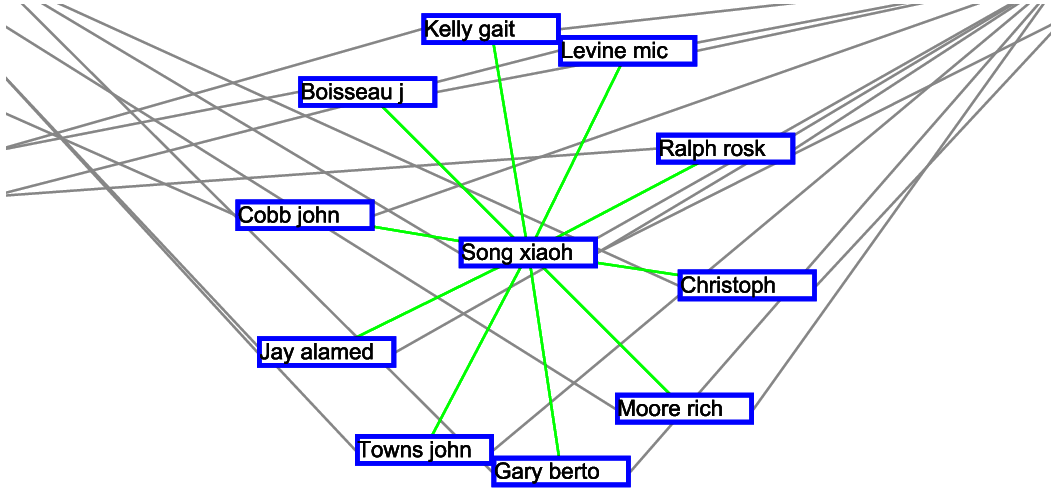 Kelly gait
Levine mic
Boisseau j
Ralph rosk
Cobb john
Song xiaoh
Christoph
Jay alamed
Moore rich
Towns john
Gary berto